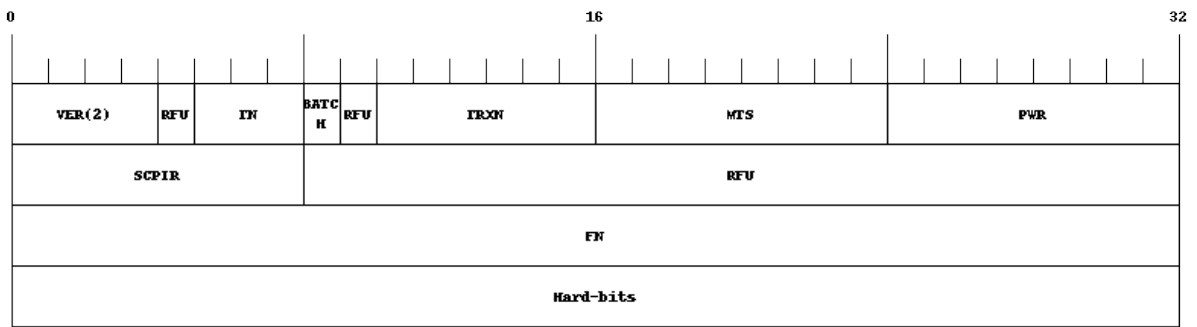 0 16 32
VER(2) RFU TN BATC RFU TRXN MTS PWR
H
SCPIR RFU
FN
Hard-bits